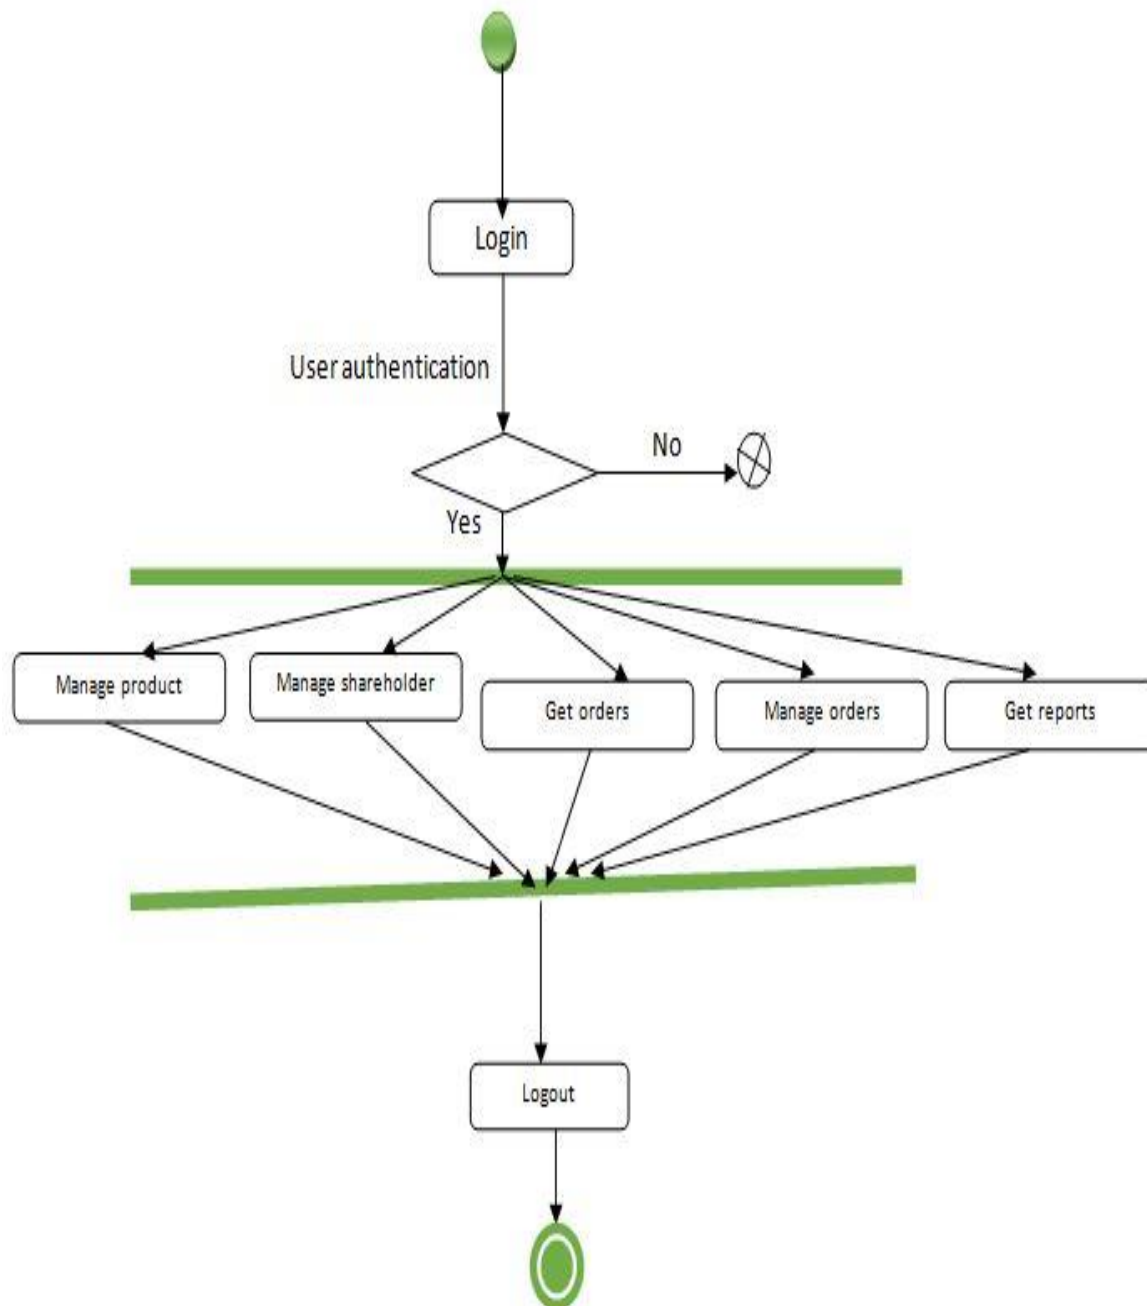 Login
User authentication
No
Yes
Manage product
Manage shareholder
Get orders
Manage orders
Get reports
Logout